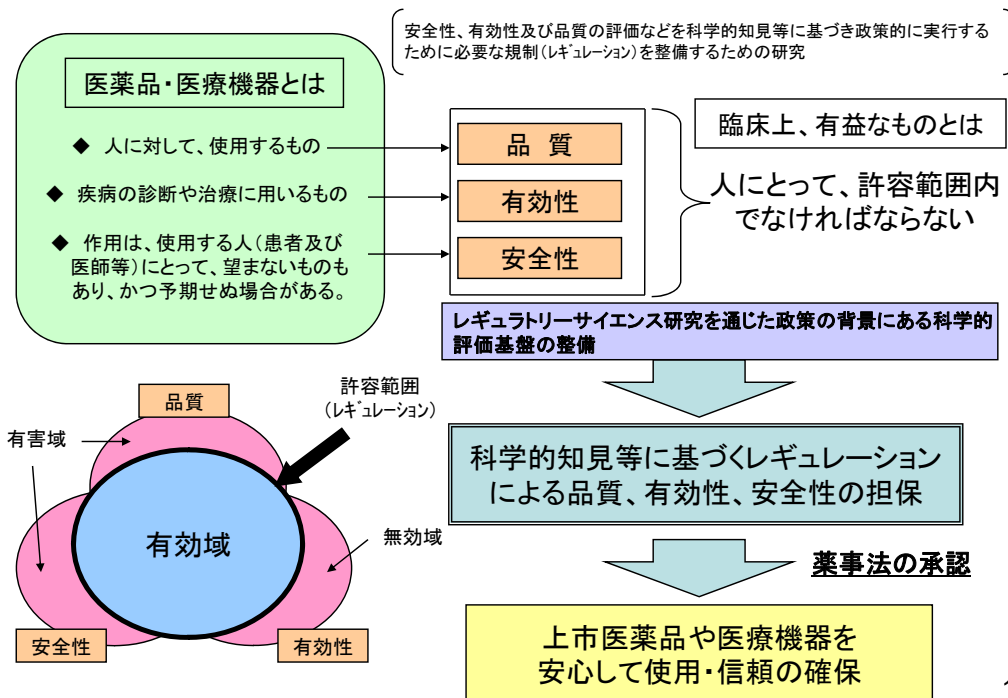 安全性、有効性及び品質の評価などを科学的知見等に基づき政策的に実行する
ために必要な規制(ﾚｷﾞｭﾚｰｼｮﾝ)を整備するための研究
医薬品・医療機器とは
◆ 人に対して、使用するもの
◆ 疾病の診断や治療に用いるもの
◆ 作用は、使用する人(患者及び
医師等)にとって、望まないものも
あり、かつ予期せぬ場合がある。
品 質
有効性
安全性
臨床上、有益なものとは
人にとって、許容範囲内
でなければならない
レギュラトリーサイエンス研究を通じた政策の背景にある科学的
評価基盤の整備
品質
許容範囲
(ﾚｷﾞｭﾚｰｼｮﾝ)
有害域
有効域
無効域
安全性
有効性
科学的知見等に基づくレギュレーション
による品質、有効性、安全性の担保
薬事法の承認
上市医薬品や医療機器を
安心して使用・信頼の確保